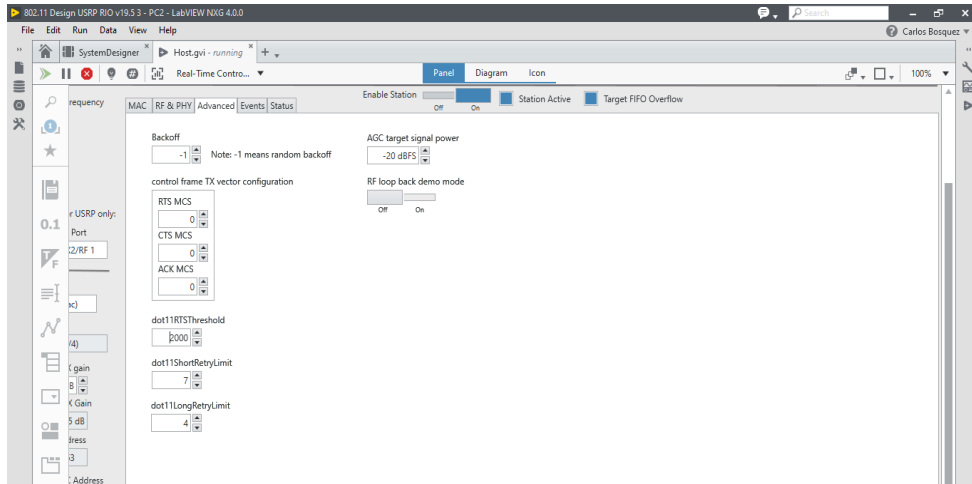 802.11 Design USRP RIO v19.5 3 - PC2 - LabVIEW NXG 4.0.0
Search
File Edit Run Data View Help
Carlos Bosquez
SystemDesigner
Host.gvi - running
Real-Time Contro...
Panel Diagram Icon
100%
requency
MAC RF & PHY Advanced Events Status
Enable Station
Off On
Station Active
Target FIFO Overflow
Backoff
-1 Note: -1 means random backoff
AGC target signal power
-20 dBFS
control frame TX vector configuration
RF loop back demo mode
Off On
RTS MCS
0
CTS MCS
0
ACK MCS
0
r USRP only:
Port
2/RF 1
0.1
dot11RTSThreshold
2000
/4)
dot11ShortRetryLimit
7
gain
B
dot11LongRetryLimit
4
Gain
5 dB
dress
3
Address